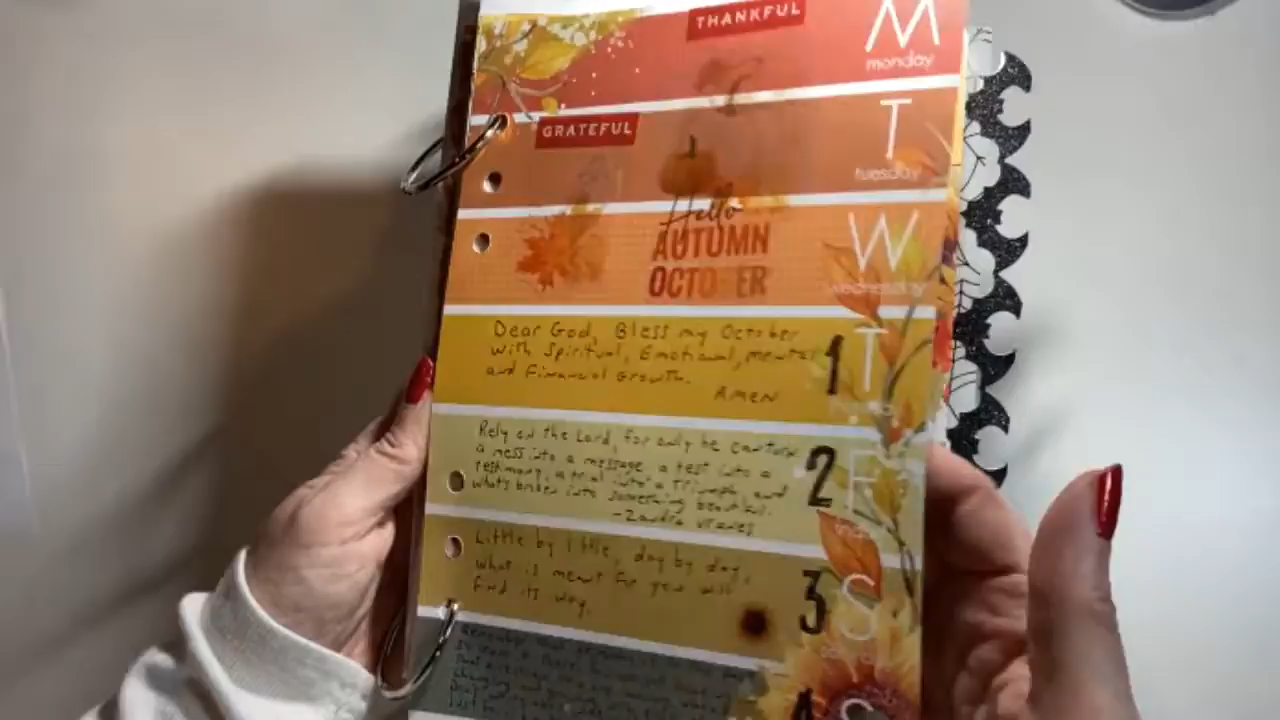 THANKFUL
M
monday
GRATEFUL
T
tuesday
Hello
AUTUMN
OCTOBER
W
wednesday
Dear God, Bless my October
with Spiritual, Emotional, mental
and Financial Growth.
Amen
1
T
Rely on the Lord, for only he can turn
a mess into a message, a test into a
testimony, a trial into a triumph, and
what's broken into something beautiful.
2
F
Little by little, day by day,
what is meant for you will
find its way.
3
S
4
S